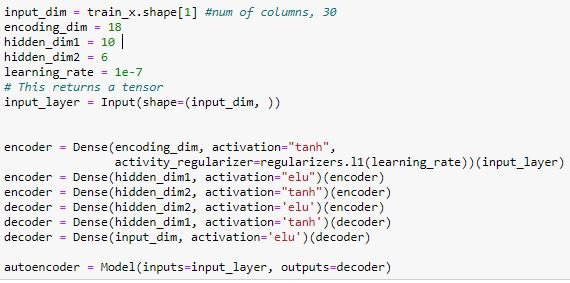 input_dim = train_x.shape[1] #num of columns, 30
encoding_dim = 18
hidden_dim1 = 10
hidden_dim2 = 6
learning_rate = 1e-7
# This returns a tensor
input_layer = Input(shape=(input_dim, ))
encoder = Dense(encoding_dim, activation="tanh",
activity_regularizer=regularizers.l1(learning_rate))(input_layer)
encoder = Dense(hidden_dim1, activation="elu")(encoder)
encoder = Dense(hidden_dim2, activation="tanh")(encoder)
decoder = Dense(hidden_dim2, activation='elu')(encoder)
decoder = Dense(hidden_dim1, activation='tanh')(decoder)
decoder = Dense(input_dim, activation='elu')(decoder)
autoencoder = Model(inputs=input_layer, outputs=decoder)